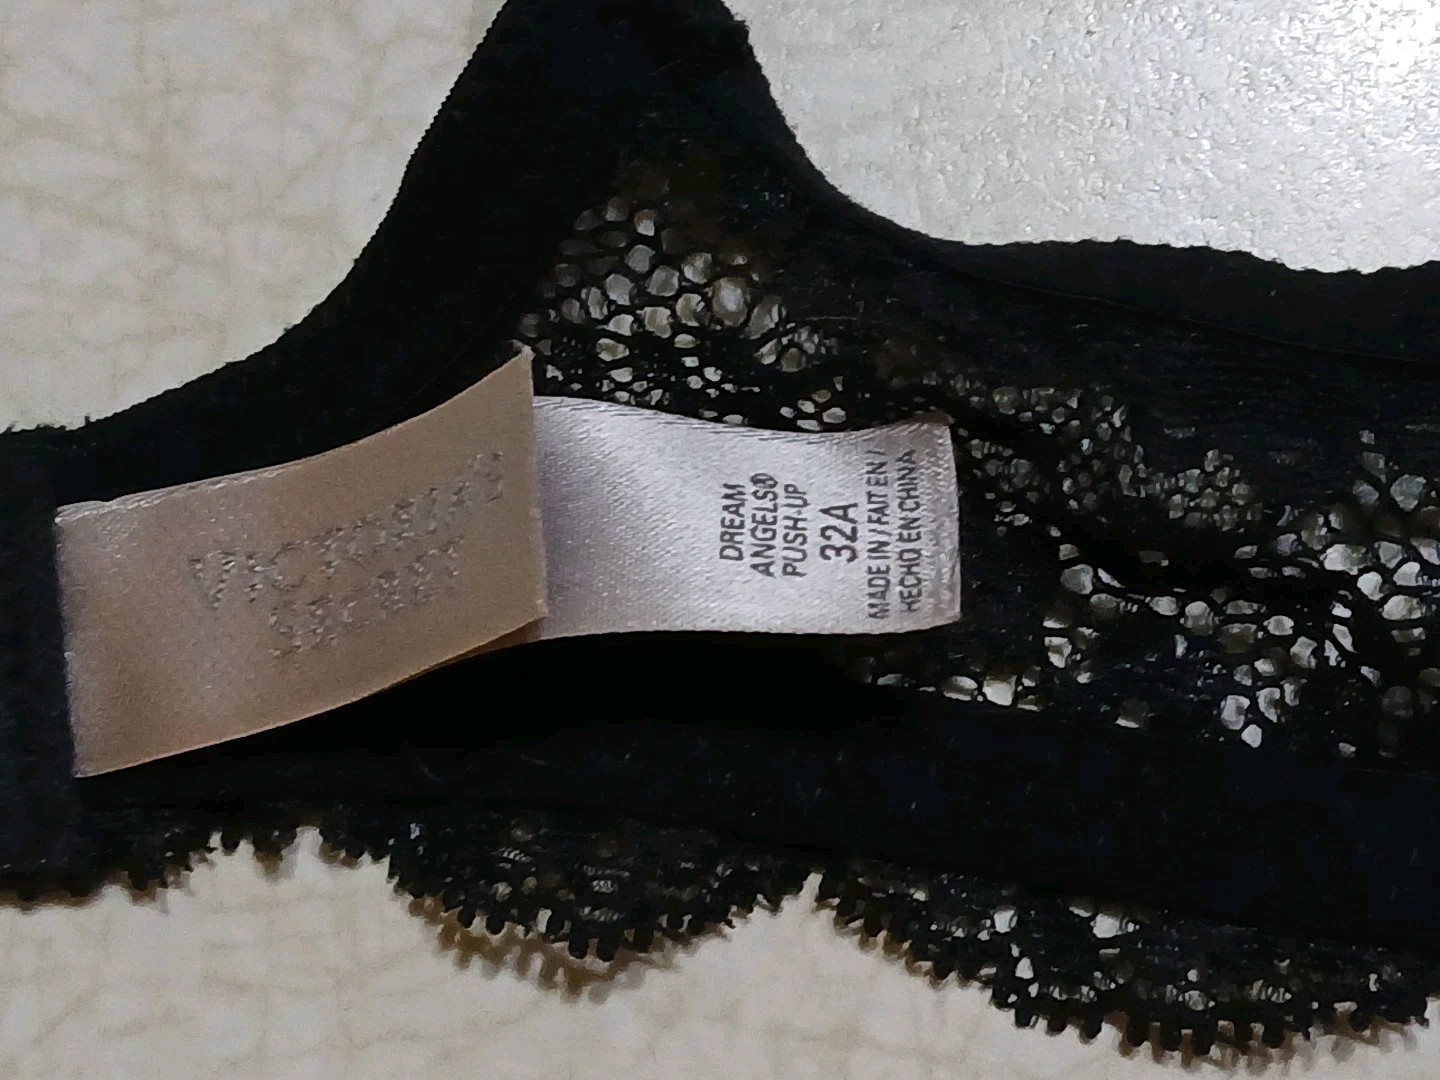 VICTORIA'S
SECRET
DREAM
ANGELS®
PUSH UP
32A
MADE IN / FAIT EN /
HECHO EN CHINA